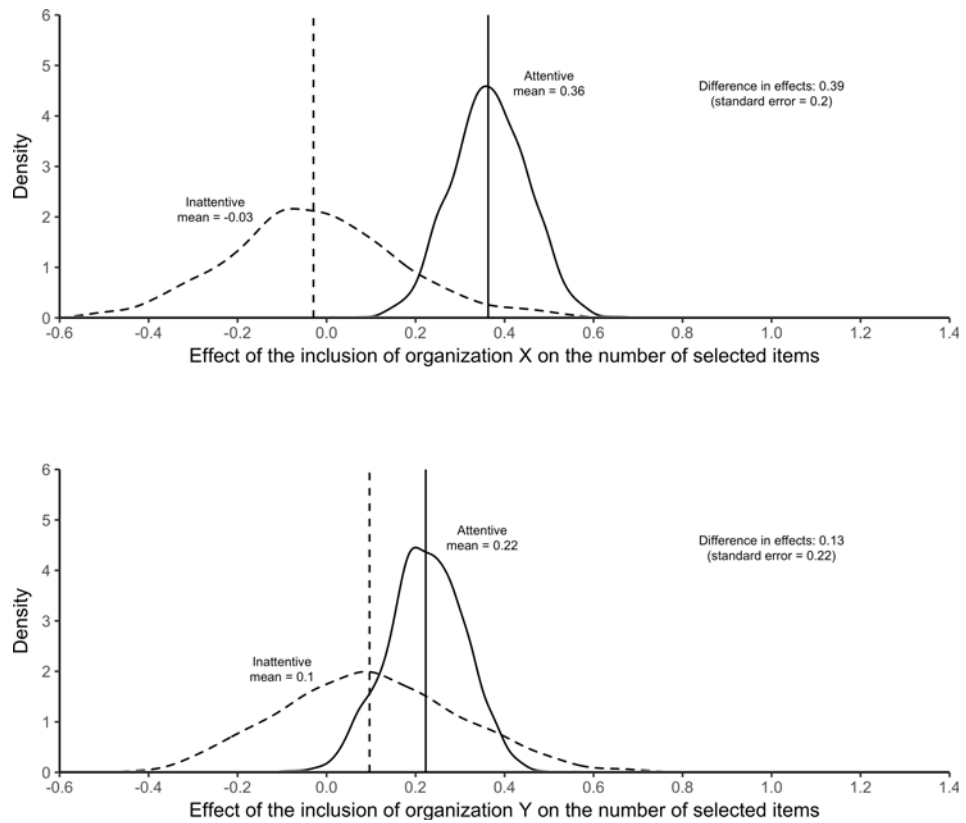 6
5
4
3
2
1
0
Density
Attentive
mean = 0.36
Difference in effects: 0.39
(standard error = 0.2)
Inattentive
mean = -0.03
-0.6 -0.4 -0.2 0.0 0.2 0.4 0.6 0.8 1.0 1.2 1.4
Effect of the inclusion of organization X on the number of selected items
6
5
4
3
2
1
0
Density
Attentive
mean = 0.22
Difference in effects: 0.13
(standard error = 0.22)
Inattentive
mean = 0.1
-0.6 -0.4 -0.2 0.0 0.2 0.4 0.6 0.8 1.0 1.2 1.4
Effect of the inclusion of organization Y on the number of selected items